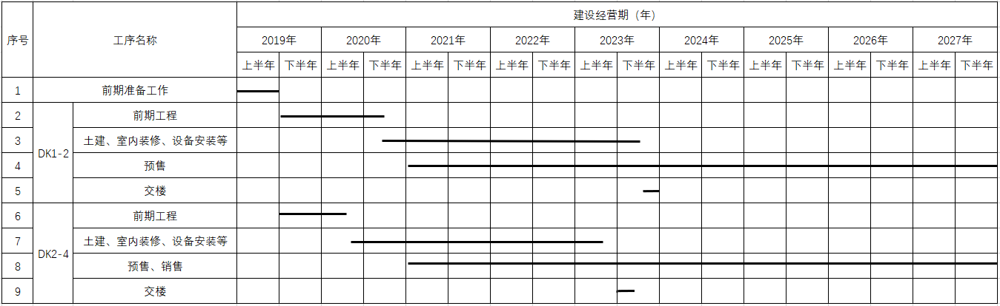 建设经营期（年）
序号 工序名称 2019年 2020年 2021年 2022年 2023年 2024年 2025年 2026年 2027年
上半年 下半年 上半年 下半年 上半年 下半年 上半年 下半年 上半年 下半年 上半年 下半年 上半年 下半年 上半年 下半年 上半年 下半年
1 前期准备工作
2 前期工程
3 土建、室内装修、设备安装等
DK1-2
4 预售
5 交楼
6 前期工程
7 土建、室内装修、设备安装等
DK2-4
8 预售、销售
9 交楼